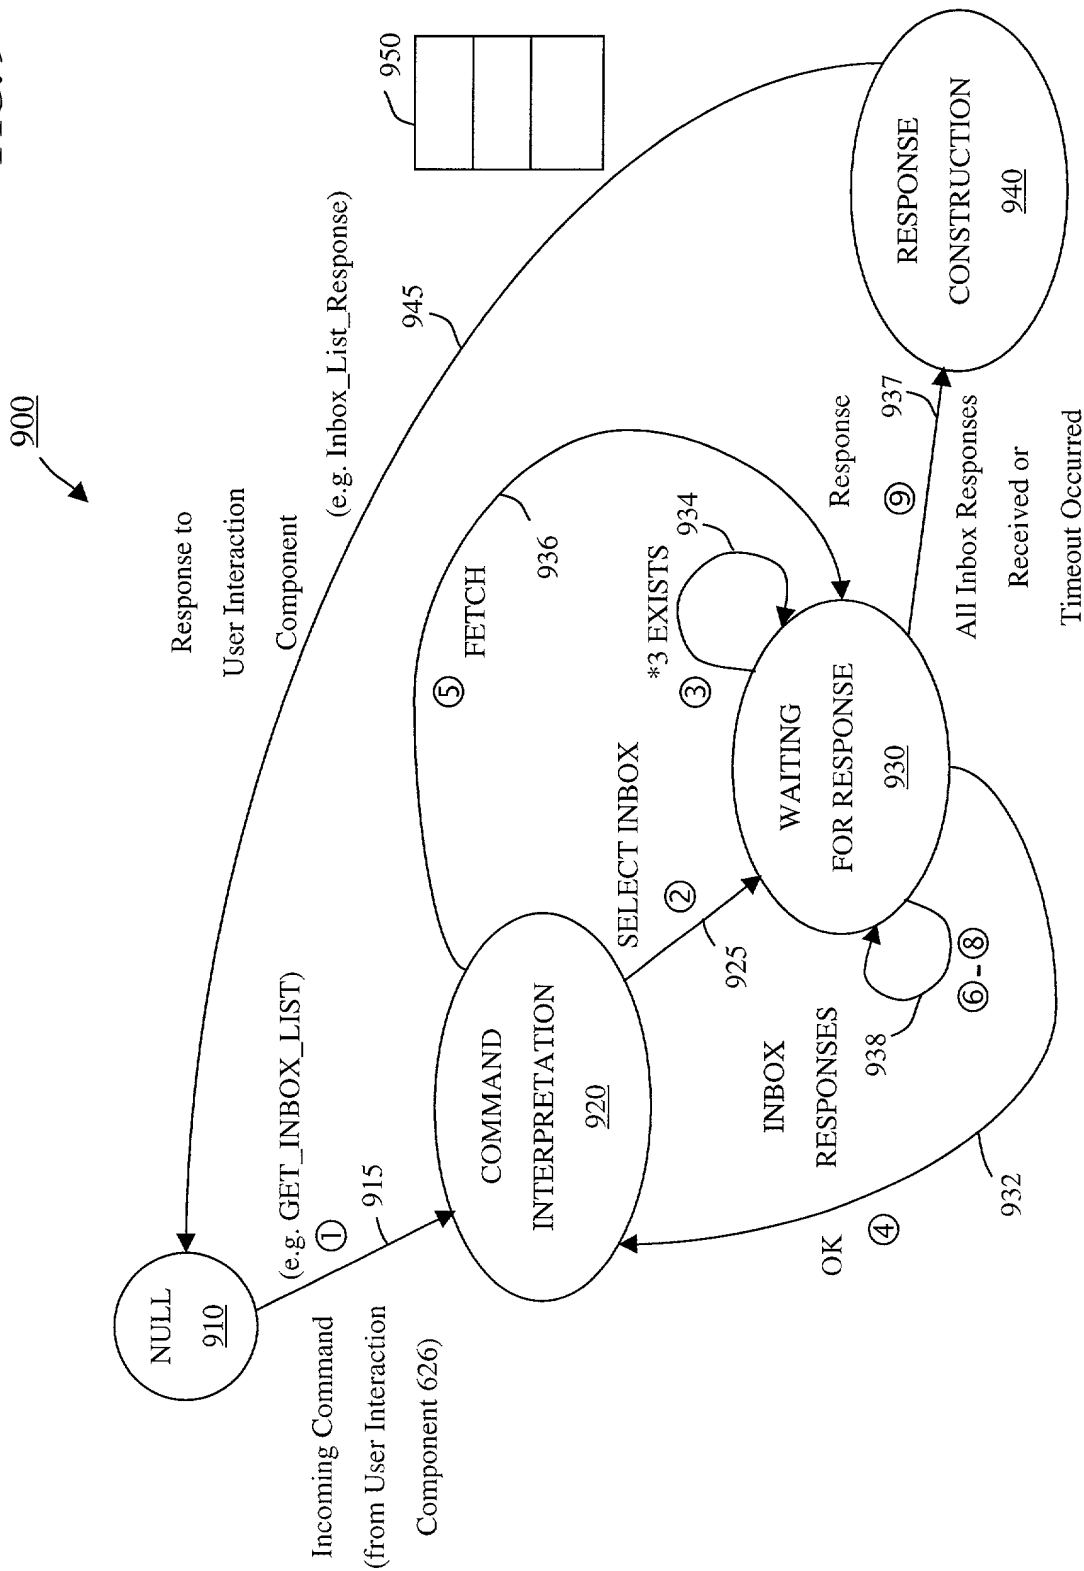 900
Response to
User Interaction
Component
(e.g. Inbox_List_Response)
945
950
NULL
910
(e.g. GET_INBOX_LIST)
①
915
Incoming Command
(from User Interaction
Component 626)
COMMAND
INTERPRETATION
920
⑤
FETCH
936
SELECT INBOX
②
925
*3 EXISTS
③
934
WAITING
FOR RESPONSE
930
INBOX
RESPONSES
938
⑥-⑧
OK
④
932
Response
⑨
937
All Inbox Responses
Received or
Timeout Occurred
RESPONSE
CONSTRUCTION
940